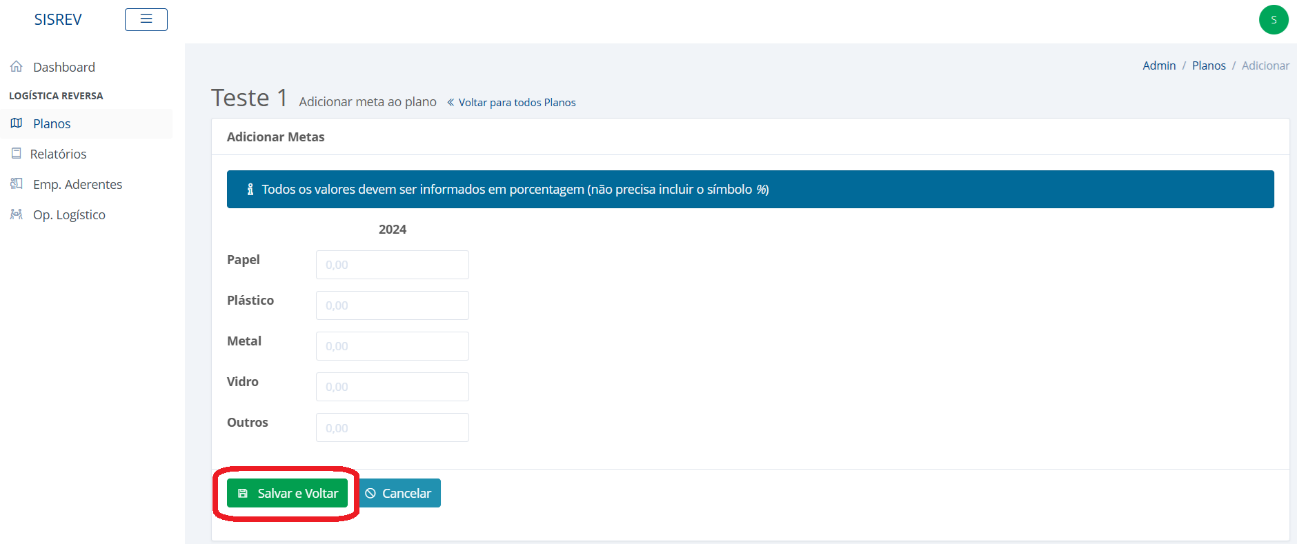 SISREV
S
Dashboard
LOGÍSTICA REVERSA
Planos
Relatórios
Emp. Aderentes
Op. Logístico
Admin / Planos / Adicionar
Teste 1 Adicionar meta ao plano « Voltar para todos Planos
Adicionar Metas
Todos os valores devem ser informados em porcentagem (não precisa incluir o símbolo %)
2024
Papel 0,00
Plástico 0,00
Metal 0,00
Vidro 0,00
Outros 0,00
Salvar e Voltar Cancelar